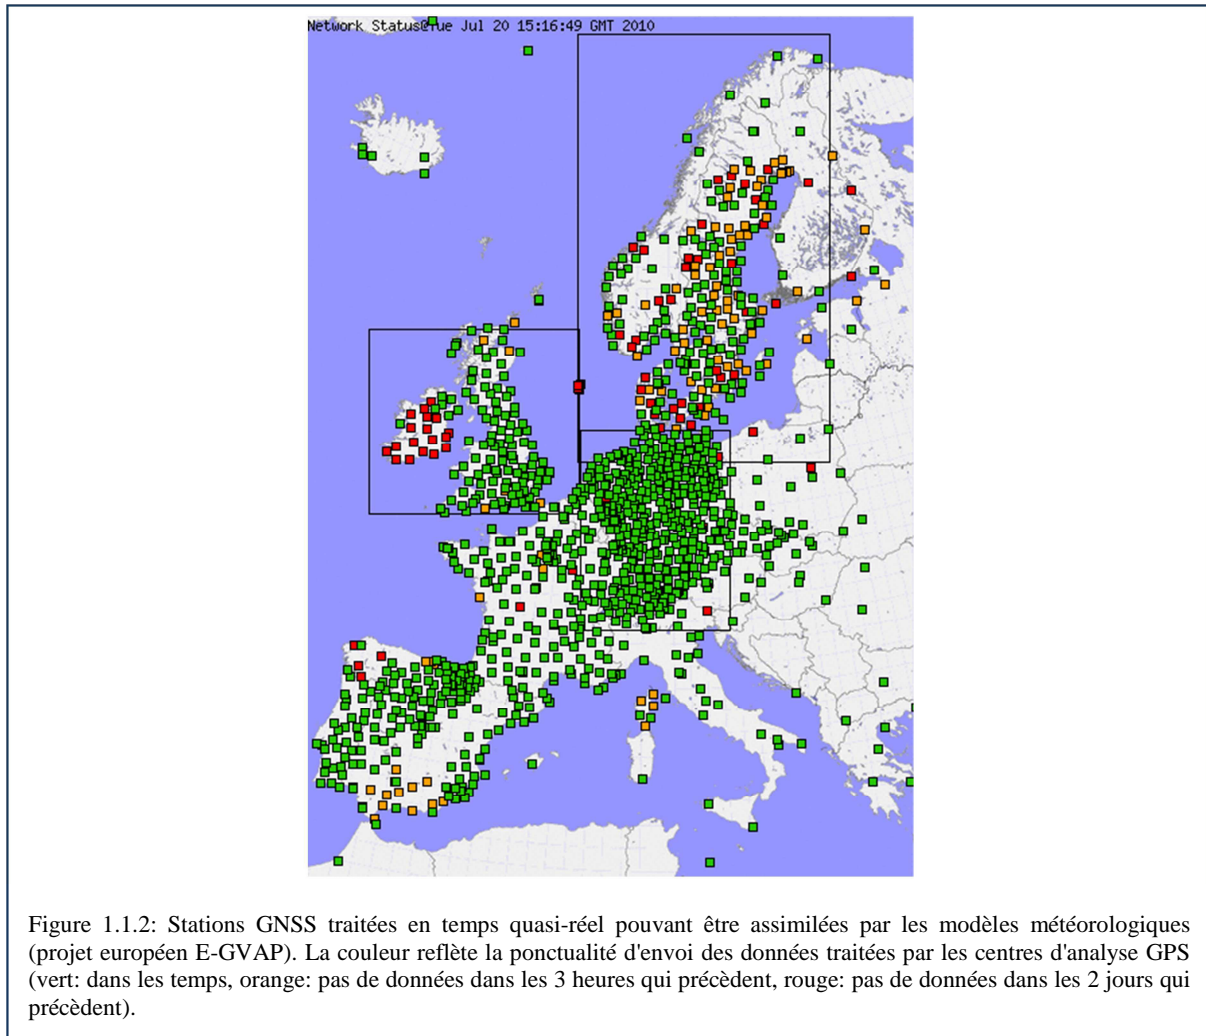 Network Status@Tue Jul 20 15:16:49 GMT 2010
Figure 1.1.2: Stations GNSS traitées en temps quasi-réel pouvant être assimilées par les modèles météorologiques
(projet européen E-GVAP). La couleur reflète la ponctualité d'envoi des données traitées par les centres d'analyse GPS
(vert: dans les temps, orange: pas de données dans les 3 heures qui précèdent, rouge: pas de données dans les 2 jours qui
précèdent).